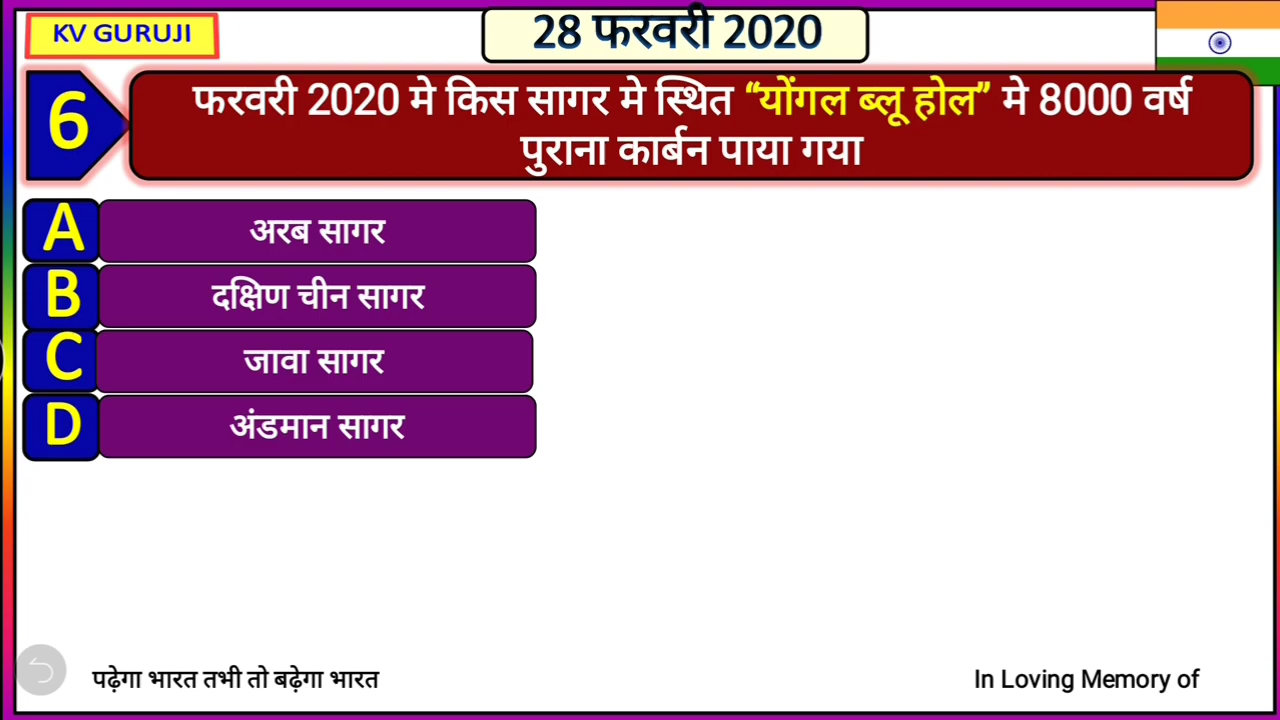 KV GURUJI
28 फरवरी 2020
6
फरवरी 2020 मे किस सागर मे स्थित “योंगल ब्लू होल” मे 8000 वर्ष
पुराना कार्बन पाया गया
A अरब सागर
B दक्षिण चीन सागर
C जावा सागर
D अंडमान सागर
पढ़ेगा भारत तभी तो बढ़ेगा भारत
In Loving Memory of